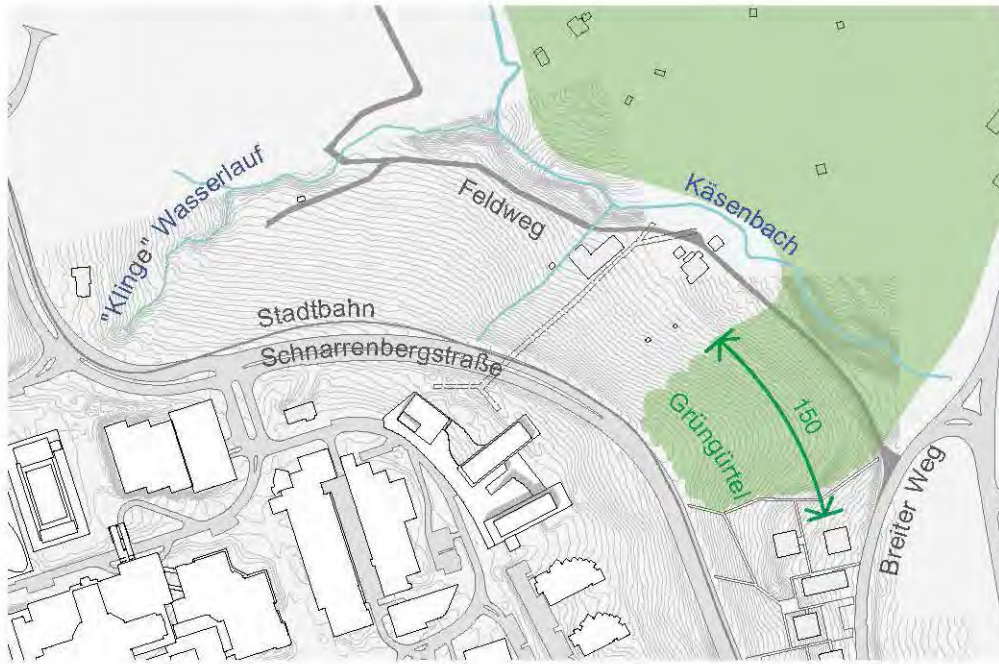 "Klinge" Wasserlauf
Feldweg
Käsenbach
Stadtbahn
Schnarrenbergstraße
150
Grüngürtel
Breiter Weg